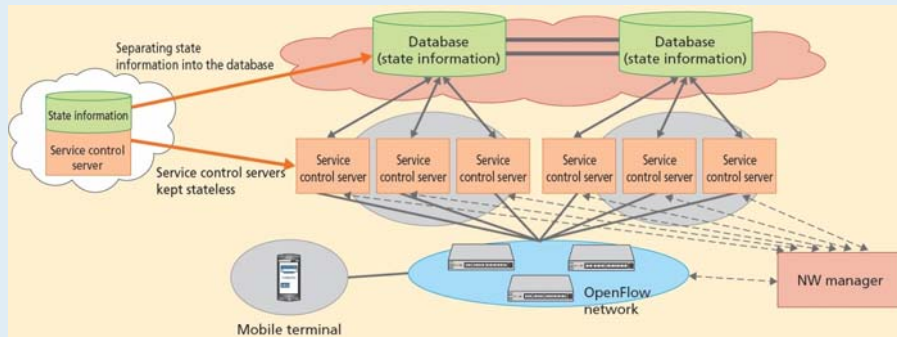 Separating state
information into the database
Database
(state information)
Database
(state information)
State information
Service control
server
Service control servers
kept stateless
Service
control server
Service
control server
Service
control server
Service
control server
Service
control server
Service
control server
OpenFlow
network
NW manager
Mobile terminal